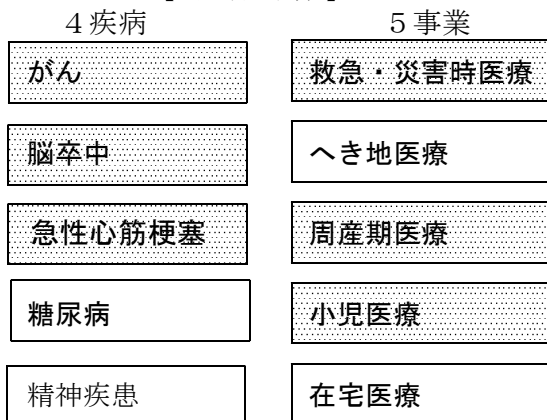 ４疾病
がん
脳卒中
急性心筋梗塞
糖尿病
精神疾患
５事業
救急・災害時医療
へき地医療
周産期医療
小児医療
在宅医療